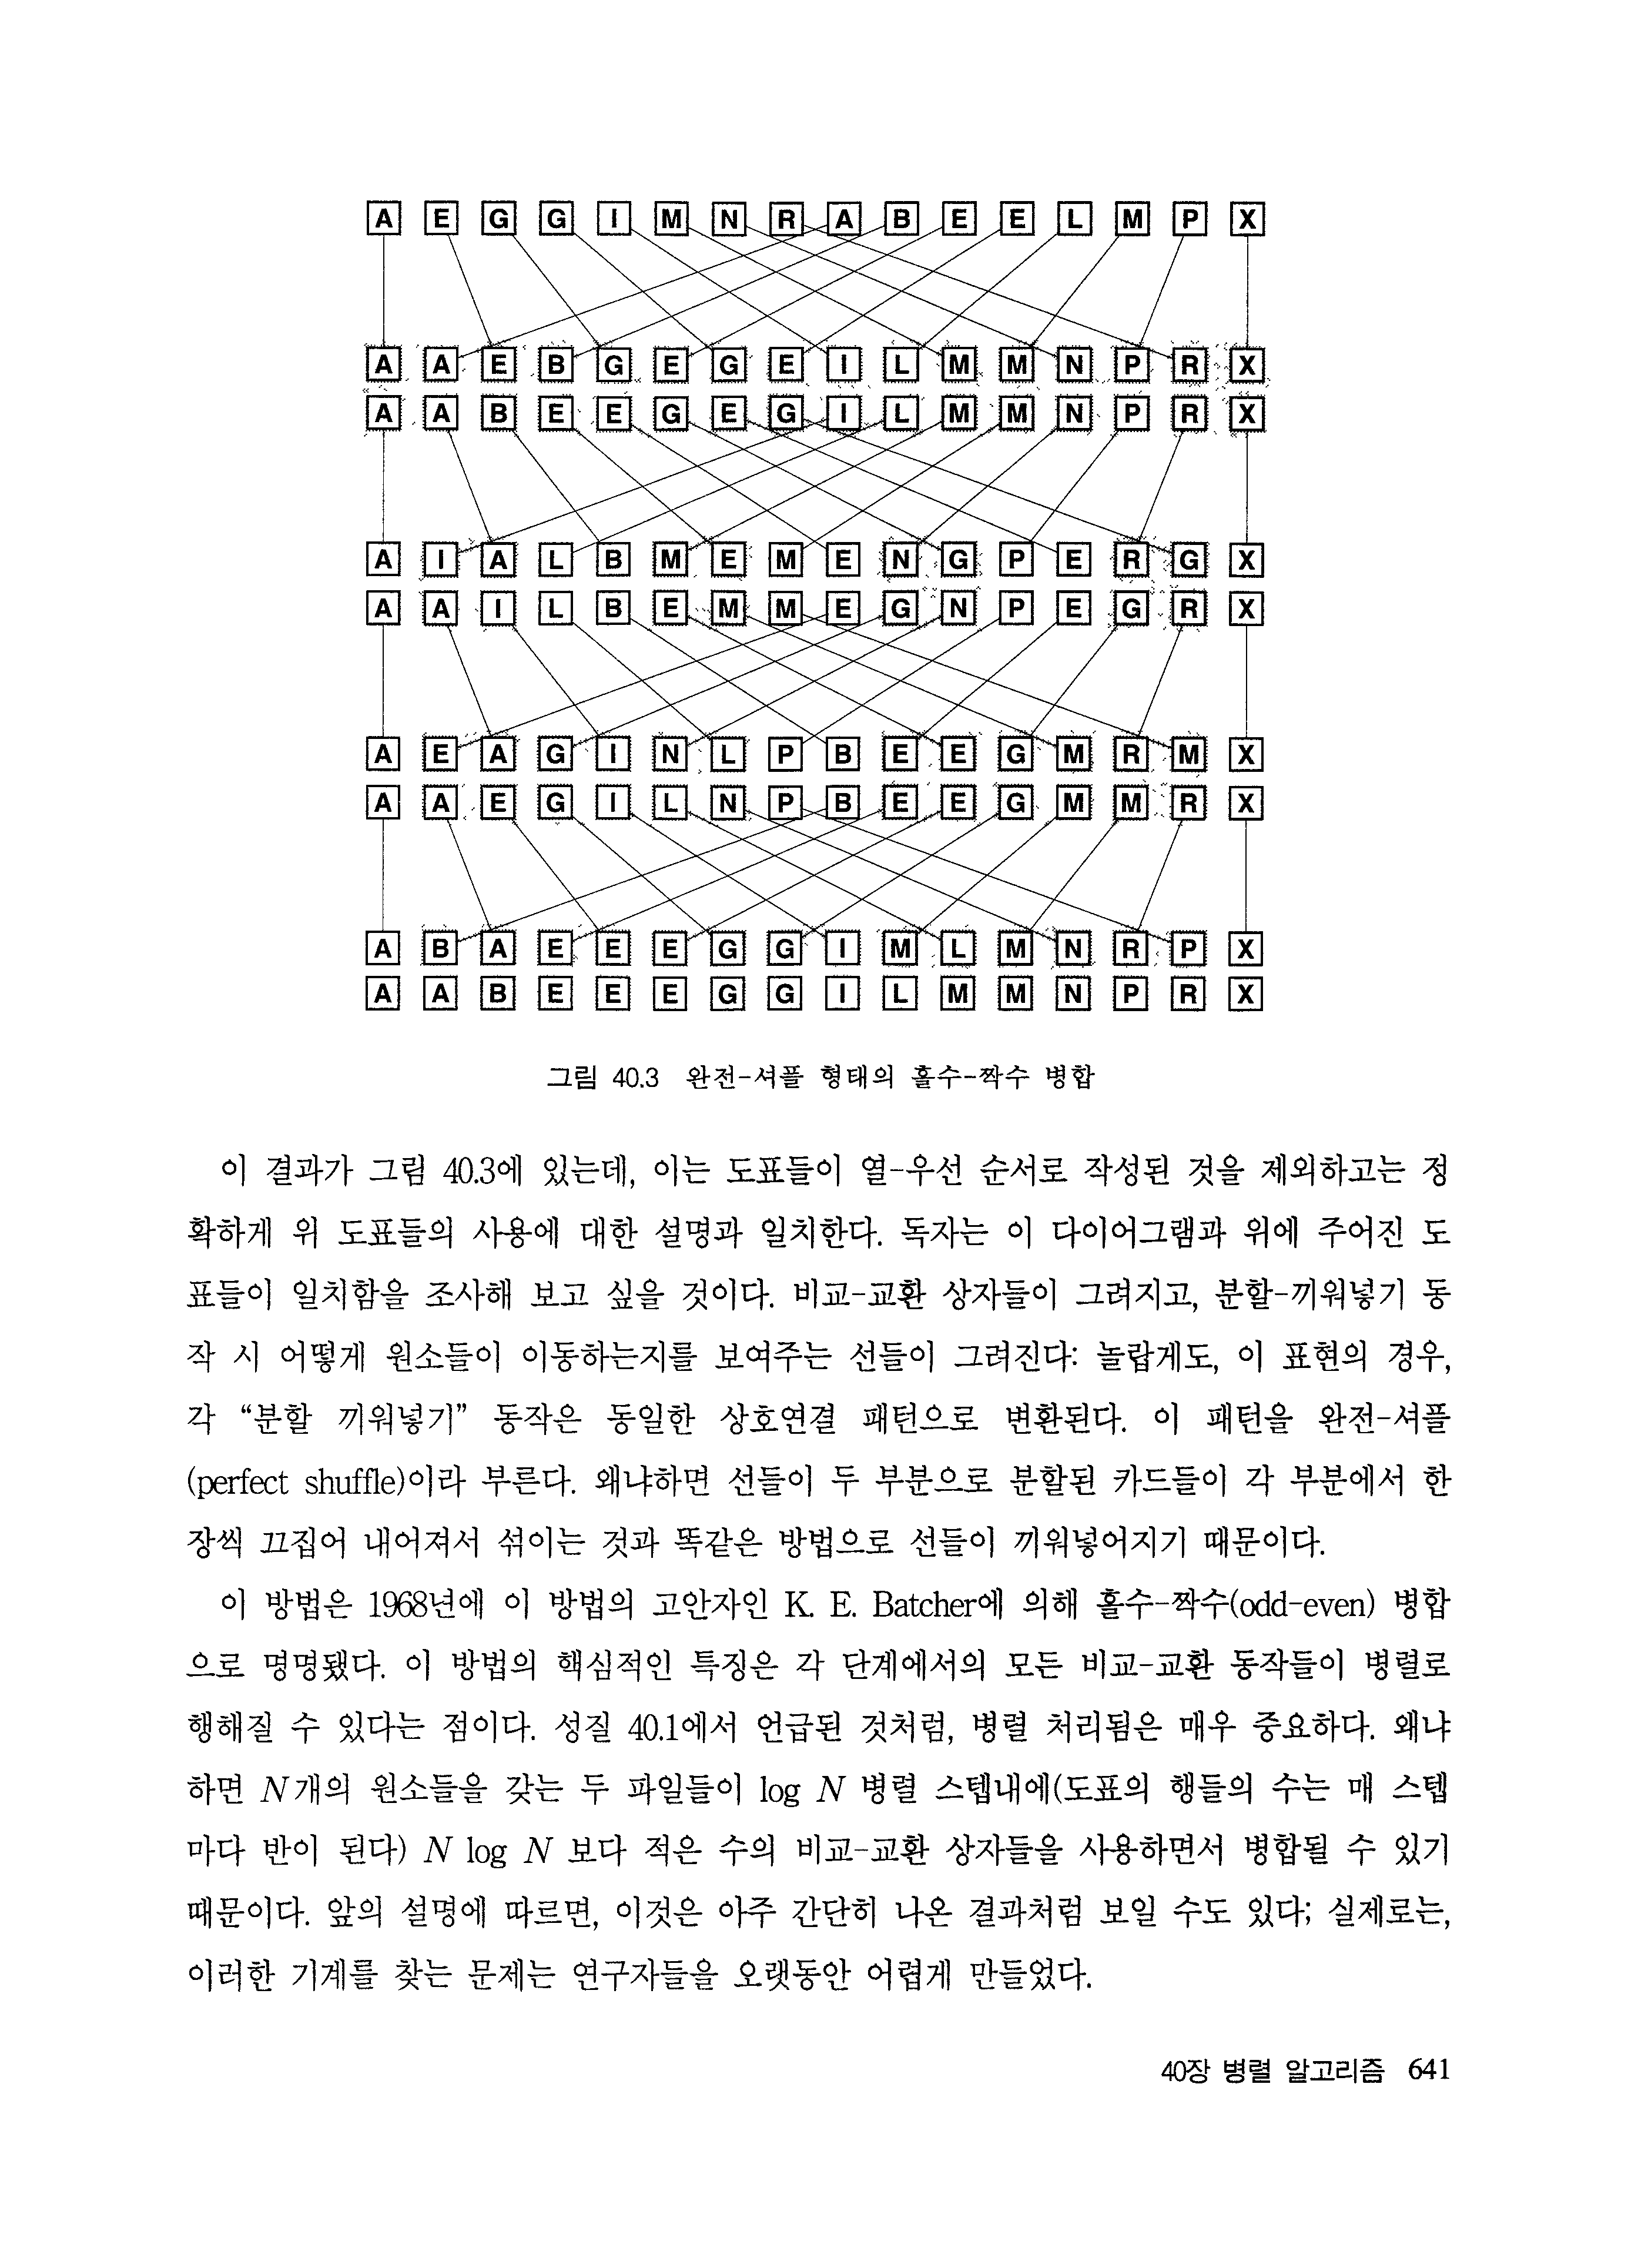 A E G G I M N R A B E E L M P X
A A E B G E G E I L M M N P R X
A A B E E G E G I L M M N P R X
A I A L B M E M E N G P E R G X
A A I L B E M M E G N P E G R X
A E A G I N L P B E E G M R M X
A A E G I L N P B E E G M M R X
A B A E E E G G I M L M N R P X
A A B E E E G G I L M M N P R X
그림 40.3 완전-셔플 형태의 홀수-짝수 병합
이 결과가 그림 40.3에 있는데, 이는 도표들이 열-우선 순서로 작성된 것을 제외하고는 정
확하게 위 도표들의 사용에 대한 설명과 일치한다. 독자는 이 다이어그램과 위에 주어진 도
표들이 일치함을 조사해 보고 싶을 것이다. 비교-교환 상자들이 그려지고, 분할-끼워넣기 동
작 시 어떻게 원소들이 이동하는지를 보여주는 선들이 그려진다: 놀랍게도, 이 표현의 경우,
각 “분할 끼워넣기” 동작은 동일한 상호연결 패턴으로 변환된다. 이 패턴을 완전-셔플
(perfect shuffle)이라 부른다. 왜냐하면 선들이 두 부분으로 분할된 카드들이 각 부분에서 한
장씩 끄집어 내어져서 섞이는 것과 똑같은 방법으로 선들이 끼워넣어지기 때문이다.
이 방법은 1968년에 이 방법의 고안자인 K. E. Batcher에 의해 홀수-짝수(odd-even) 병합
으로 명명됐다. 이 방법의 핵심적인 특징은 각 단계에서의 모든 비교-교환 동작들이 병렬로
행해질 수 있다는 점이다. 성질 40.1에서 언급된 것처럼, 병렬 처리됨은 매우 중요하다. 왜냐
하면 N개의 원소들을 갖는 두 파일들이 log N 병렬 스텝내에(도표의 행들의 수는 매 스텝
마다 반이 된다) N log N 보다 적은 수의 비교-교환 상자들을 사용하면서 병합될 수 있기
때문이다. 앞의 설명에 따르면, 이것은 아주 간단히 나온 결과처럼 보일 수도 있다; 실제로는,
이러한 기계를 찾는 문제는 연구자들을 오랫동안 어렵게 만들었다.
40장 병렬 알고리즘 641